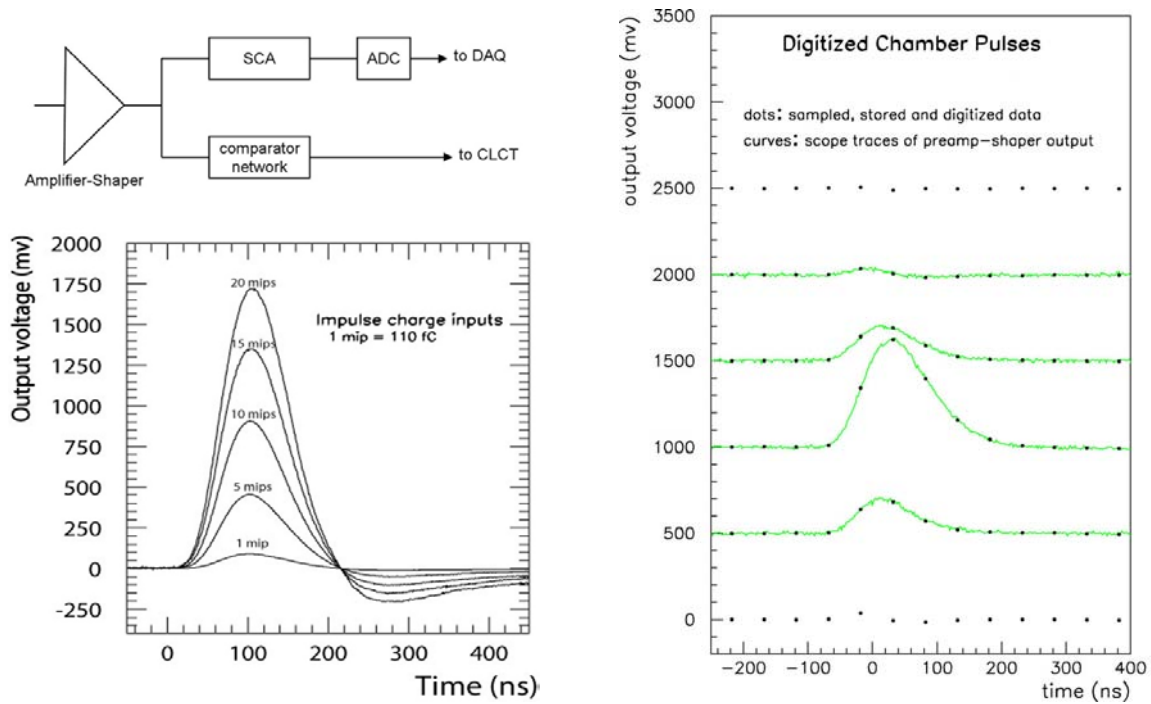 SCA
ADC
to DAQ
comparator
network
to CLCT
Amplifier-Shaper
Output voltage (mv)
2000
1750
1500
1250
1000
750
500
250
0
-250
20 mips
15 mips
10 mips
5 mips
1 mip
Impulse charge inputs
1 mip = 110 fC
0
100
200
300
400
Time (ns)
output voltage (mv)
3500
3000
2500
2000
1500
1000
500
0
Digitized Chamber Pulses
dots: sampled, stored and digitized data
curves: scope traces of preamp-shaper output
-200
-100
0
100
200
300
400
time (ns)